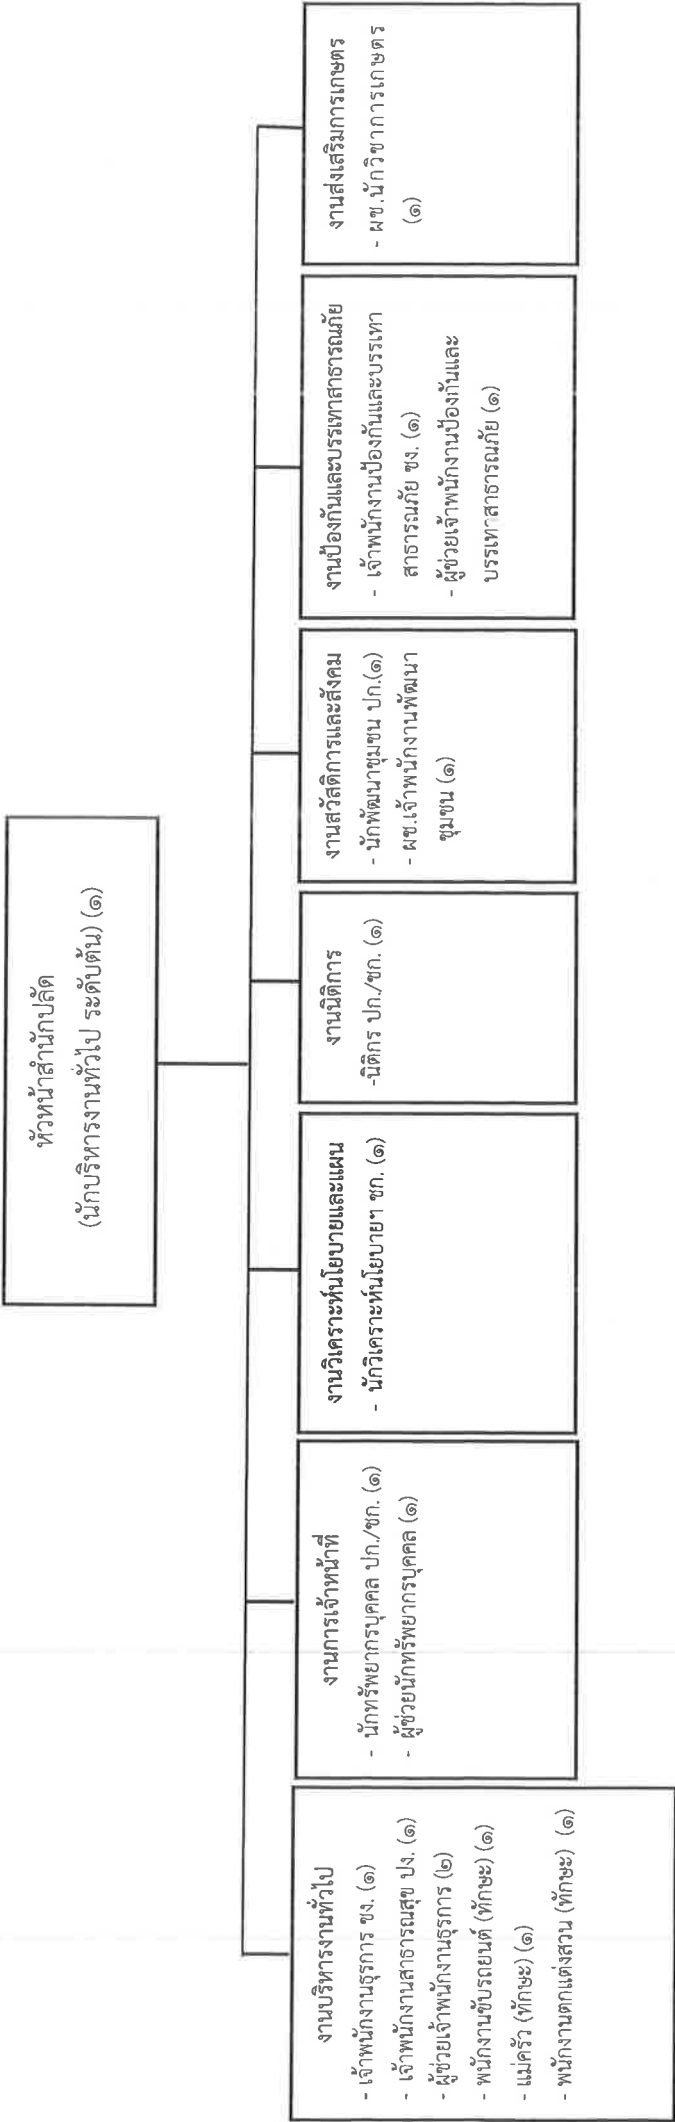 หัวหน้าสำนักปลัด
(นักบริหารงานทั่วไป ระดับต้น) (๑)
งานบริหารงานทั่วไป
- เจ้าพนักงานธุรการ ชง. (๑)
- เจ้าพนักงานสาธารณสุข ปง. (๑)
- ผู้ช่วยเจ้าพนักงานธุรการ (๒)
- พนักงานขับรถยนต์ (ทักษะ) (๑)
- แม่ครัว (ทักษะ) (๑)
- พนักงานตกแต่งสวน (ทักษะ) (๑)
งานการเจ้าหน้าที่
- นักทรัพยากรบุคคล ปก./ชก. (๑)
- ผู้ช่วยนักทรัพยากรบุคคล (๑)
งานวิเคราะห์นโยบายและแผน
- นักวิเคราะห์นโยบายฯ ชก. (๑)
งานนิติการ
-นิติกร ปก./ชก. (๑)
งานสวัสดิการและสังคม
- นักพัฒนาชุมชน ปก.(๑)
- ผช.เจ้าพนักงานพัฒนา
ชุมชน (๑)
งานป้องกันและบรรเทาสาธารณภัย
- เจ้าพนักงานป้องกันและบรรเทา
สาธารณภัย ชง. (๑)
- ผู้ช่วยเจ้าพนักงานป้องกันและ
บรรเทาสาธารณภัย (๑)
งานส่งเสริมการเกษตร
- ผช.นักวิชาการเกษตร
(๑)